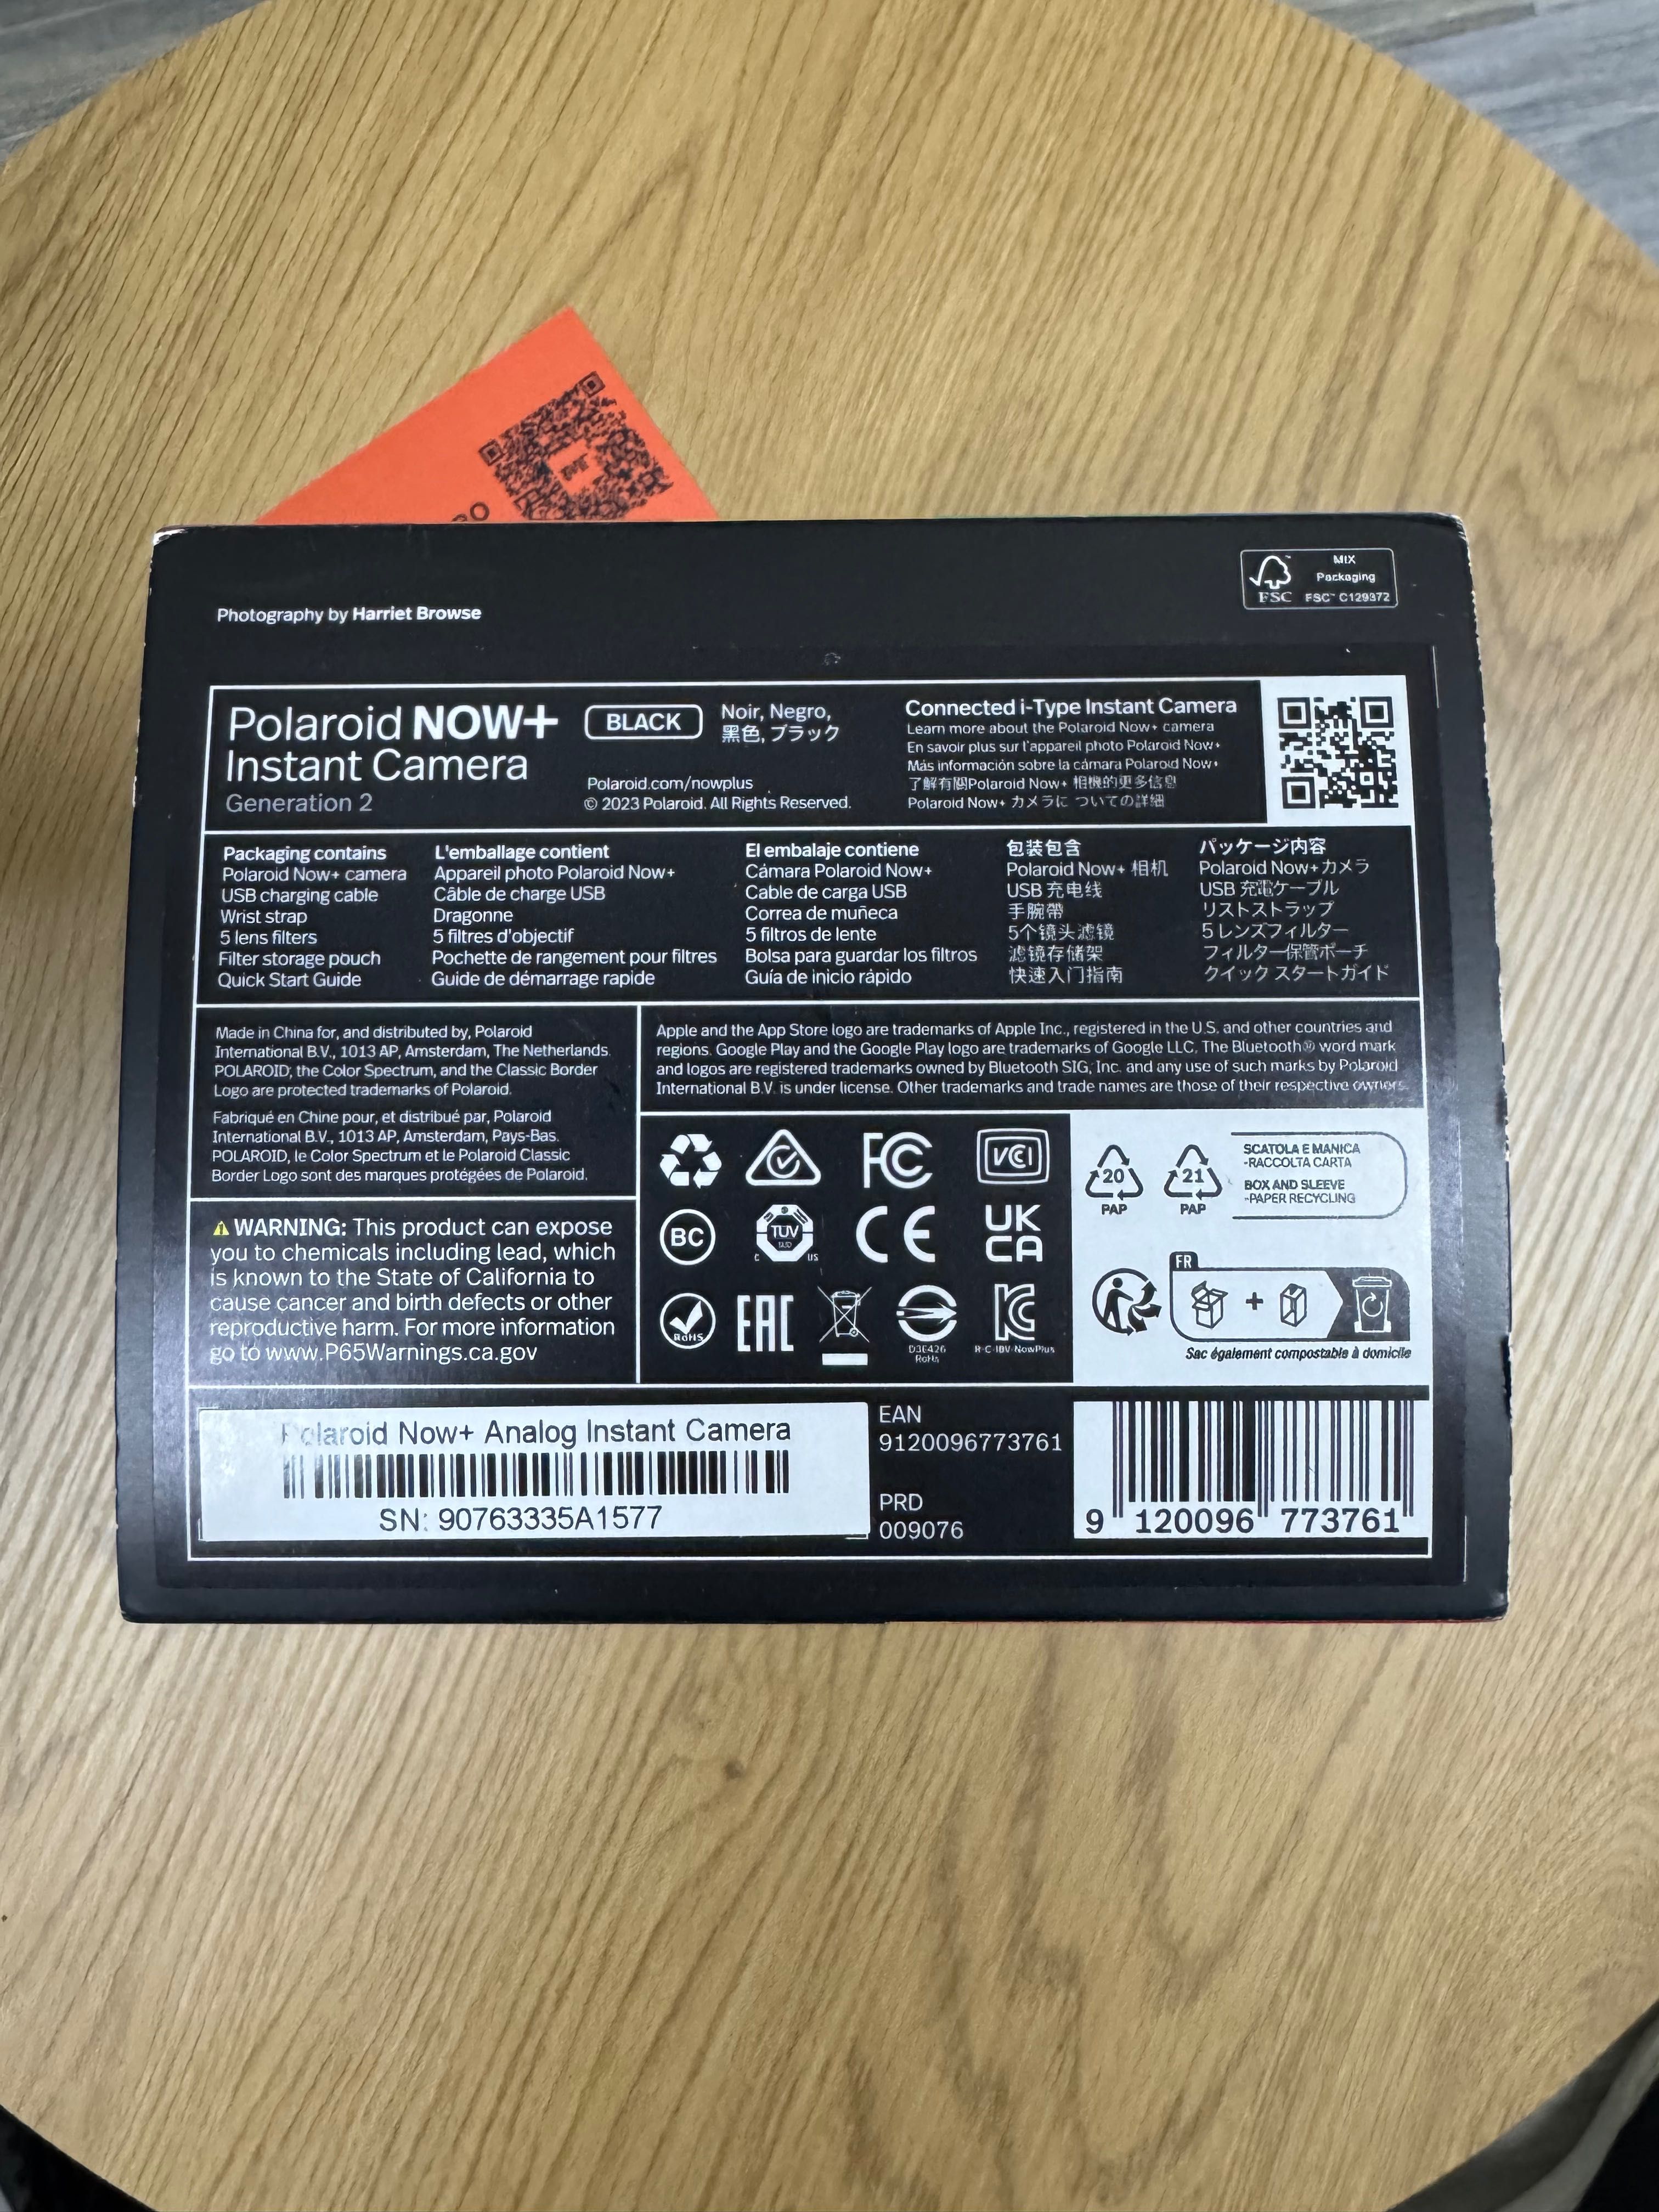 Photography by Harriet Browse
MIX
Packaging
FSC
FSC™ C129372
Polaroid NOW+
Instant Camera
Generation 2
BLACK
Noir, Negro,
黑色, ブラック
Polaroid.com/nowplus
© 2023 Polaroid. All Rights Reserved.
Connected i-Type Instant Camera
Learn more about the Polaroid Now+ camera
En savoir plus sur l'appareil photo Polaroid Now+
Más información sobre la cámara Polaroid Now+
了解有關Polaroid Now+ 相機的更多信息
Polaroid Now+ カメラに ついての詳細
Packaging contains
Polaroid Now+ camera
USB charging cable
Wrist strap
5 lens filters
Filter storage pouch
Quick Start Guide
L'emballage contient
Appareil photo Polaroid Now+
Câble de charge USB
Dragonne
5 filtres d'objectif
Pochette de rangement pour filtres
Guide de démarrage rapide
El embalaje contiene
Cámara Polaroid Now+
Cable de carga USB
Correa de muñeca
5 filtros de lente
Bolsa para guardar los filtros
Guía de inicio rápido
包装包含
Polaroid Now+ 相机
USB 充电线
手腕帶
5个镜头滤镜
滤镜存储架
快速入门指南
パッケージ内容
Polaroid Now+カメラ
USB 充電ケーブル
リストストラップ
5 レンズフィルター
フィルター保管ポーチ
クイック スタートガイド
Made in China for, and distributed by, Polaroid
International B.V., 1013 AP, Amsterdam, The Netherlands.
POLAROID, the Color Spectrum, and the Classic Border
Logo are protected trademarks of Polaroid.
Fabriqué en Chine pour, et distribué par, Polaroid
International B.V., 1013 AP, Amsterdam, Pays-Bas.
POLAROID, le Color Spectrum et le Polaroid Classic
Border Logo sont des marques protégées de Polaroid.
Apple and the App Store logo are trademarks of Apple Inc., registered in the U.S. and other countries and
regions. Google Play and the Google Play logo are trademarks of Google LLC. The Bluetooth® word mark
and logos are registered trademarks owned by Bluetooth SIG, Inc. and any use of such marks by Polaroid
International B.V. is under license. Other trademarks and trade names are those of their respective owners.
⚠ WARNING: This product can expose
you to chemicals including lead, which
is known to the State of California to
cause cancer and birth defects or other
reproductive harm. For more information
go to www.P65Warnings.ca.gov
FC
VCI
BC
TÜV
SÜD
C US
CE
UK
CA
RoHS
EAC
D3E426
RoHS
KC
R-C-IBV-NowPlus
20
PAP
21
PAP
SCATOLA E MANICA
-RACCOLTA CARTA
BOX AND SLEEVE
-PAPER RECYCLING
FR
+
Sac également compostable à domicile
Polaroid Now+ Analog Instant Camera
SN: 90763335A1577
EAN
9120096773761
PRD
009076
9 120096 773761